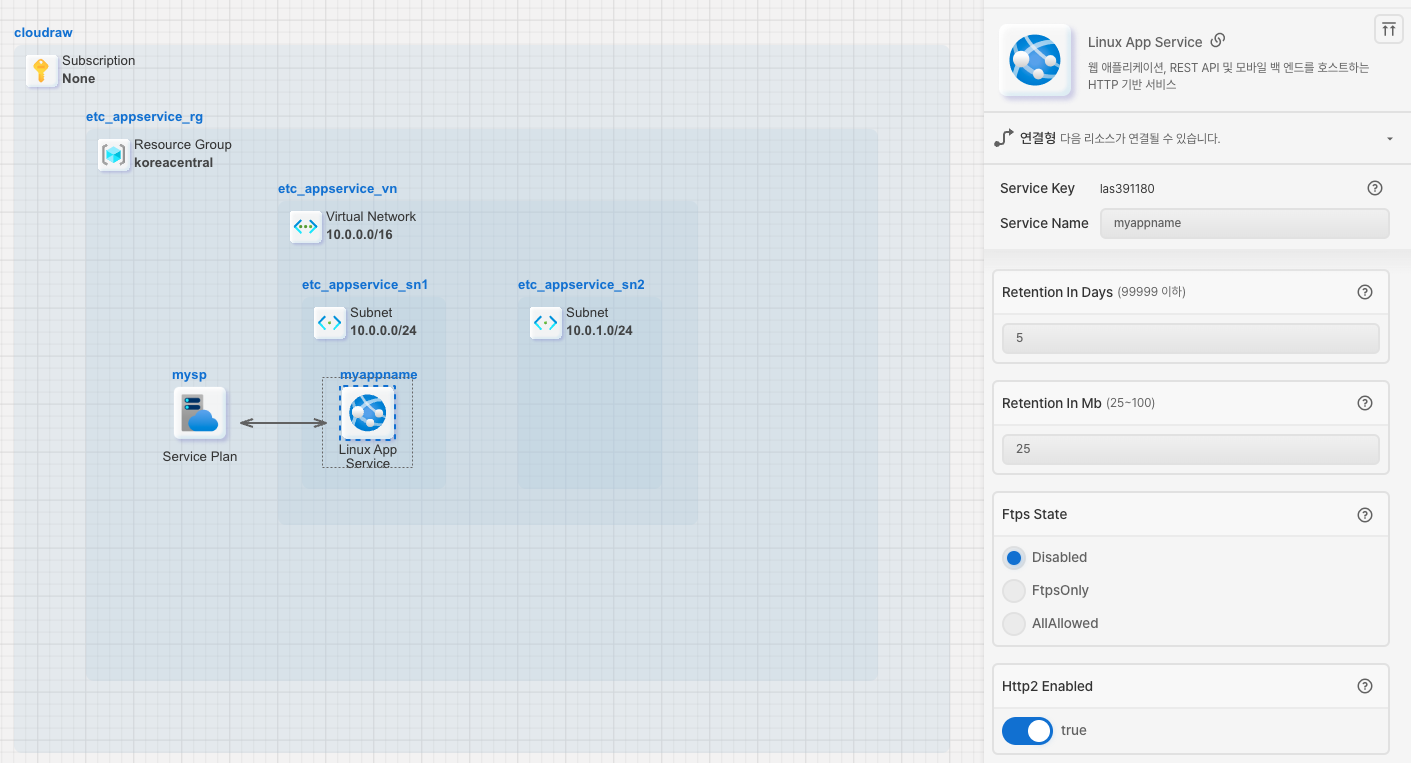 cloudraw
Subscription
None
etc_appservice_rg
Resource Group
koreacentral
etc_appservice_vn
Virtual Network
10.0.0.0/16
etc_appservice_sn1
Subnet
10.0.0.0/24
etc_appservice_sn2
Subnet
10.0.1.0/24
mysp
Service Plan
myappname
Linux App
Service
Linux App Service
웹 애플리케이션, REST API 및 모바일 백 엔드를 호스트하는
HTTP 기반 서비스
연결형 다음 리소스가 연결될 수 있습니다.
Service Key las391180
Service Name myappname
Retention In Days (99999 이하)
5
Retention In Mb (25~100)
25
Ftps State
Disabled
FtpsOnly
AllAllowed
Http2 Enabled
true